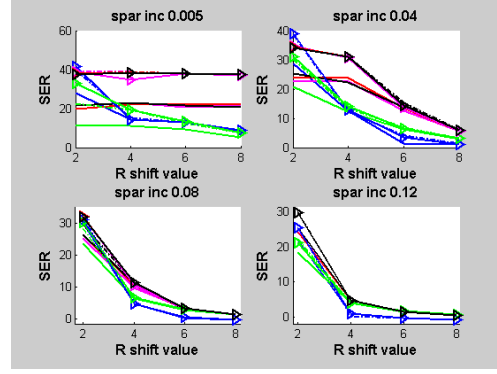 spar inc 0.005
60
40
20
0
SER
2 4 6 8
R shift value
spar inc 0.04
40
30
20
10
0
SER
2 4 6 8
R shift value
spar inc 0.08
30
20
10
0
SER
2 4 6 8
R shift value
spar inc 0.12
30
20
10
0
SER
2 4 6 8
R shift value